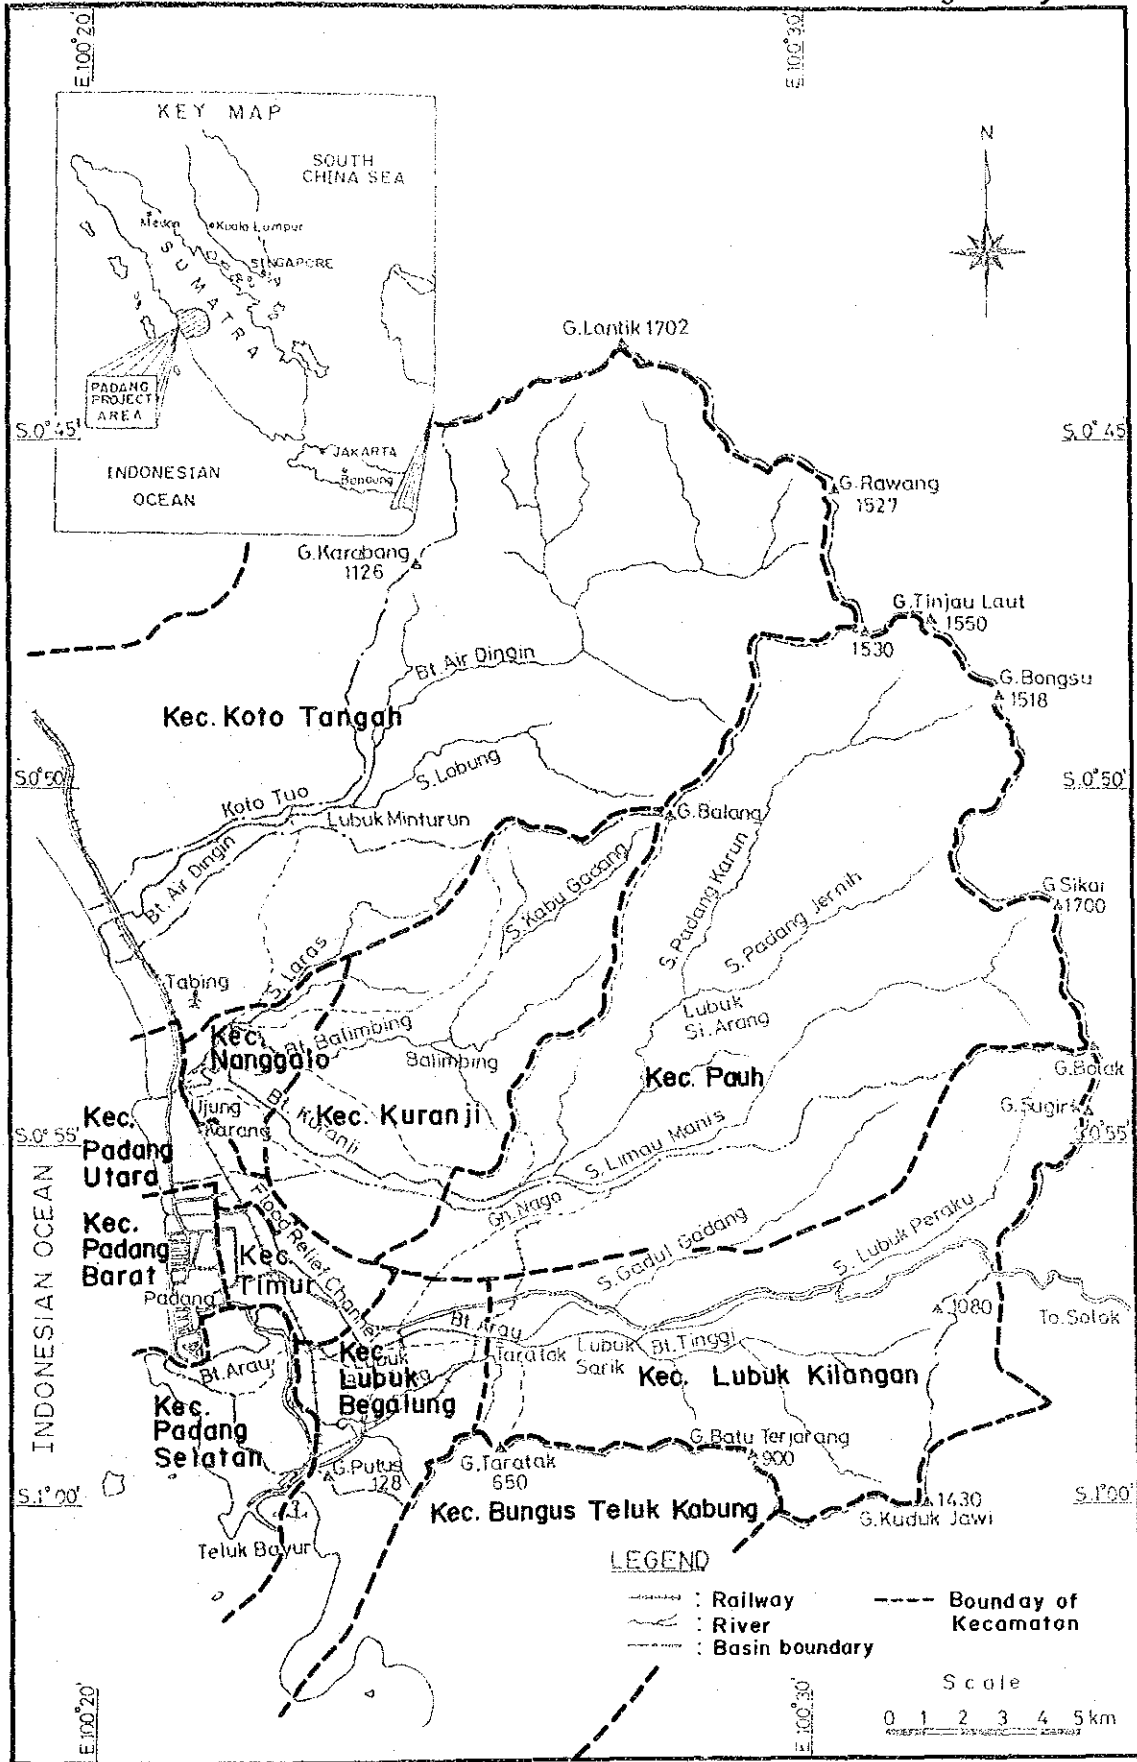 E.100°20'
E.100°30'
KEY MAP
SOUTH
CHINA SEA
Medan
Kuala Lumpur
SINGAPORE
SUMATRA
PADANG
PROJECT
AREA
JAKARTA
Bandung
INDONESIAN
OCEAN
N
G.Lantik 1702
S.0°45'
S.0°45'
G.Rawang
1527
G.Karabang
1126
G.Tinjau Laut
1550
1530
G.Bongsu
1518
Bt.Air Dingin
Kec. Koto Tangah
S.0°50'
S.0°50'
S.Lobung
Koto Tuo
Lubuk Minturun
G.Balang
Bt.Air Dingin
S.Kabu Gadang
S.Padang Karun
S.Padang Jernih
G.Sikai
1700
S.Laras
Tabing
Lubuk
Si.Arang
Kec.
Nanggalo
Bt. Balimbing
Balimbing
Kec. Pauh
G.Bolak
G.Sugirik
Kec.
Padang
Utara
Ujung
Karang
Bt. Kuranji
Kec. Kuranji
S.0°55'
S.0°55'
S.Limau Manis
Gn.Nago
INDONESIAN OCEAN
Kec.
Padang
Barat
Kec.
Timur
Flood Relief Channel
S.Gadul Gadang
S.Lubuk Peraku
Padang
1080
To.Solok
Bt.Arau
Bt.Arau
Taratak
Lubuk
Sarik
Bt.Tinggi
Kec.
Lubuk
Begalung
Kec. Lubuk Kilangan
Kec.
Padang
Selatan
G.Batu Terjarang
900
G.Putus
128
G.Taratak
650
S.1°00'
S.1°00'
1430
G.Kuduk Jawi
Kec. Bungus Teluk Kabung
Teluk Bayur
LEGEND
: Railway
: River
: Basin boundary
Bounday of
Kecamatan
Scale
0 1 2 3 4 5km
E.100°20'
E.100°30'